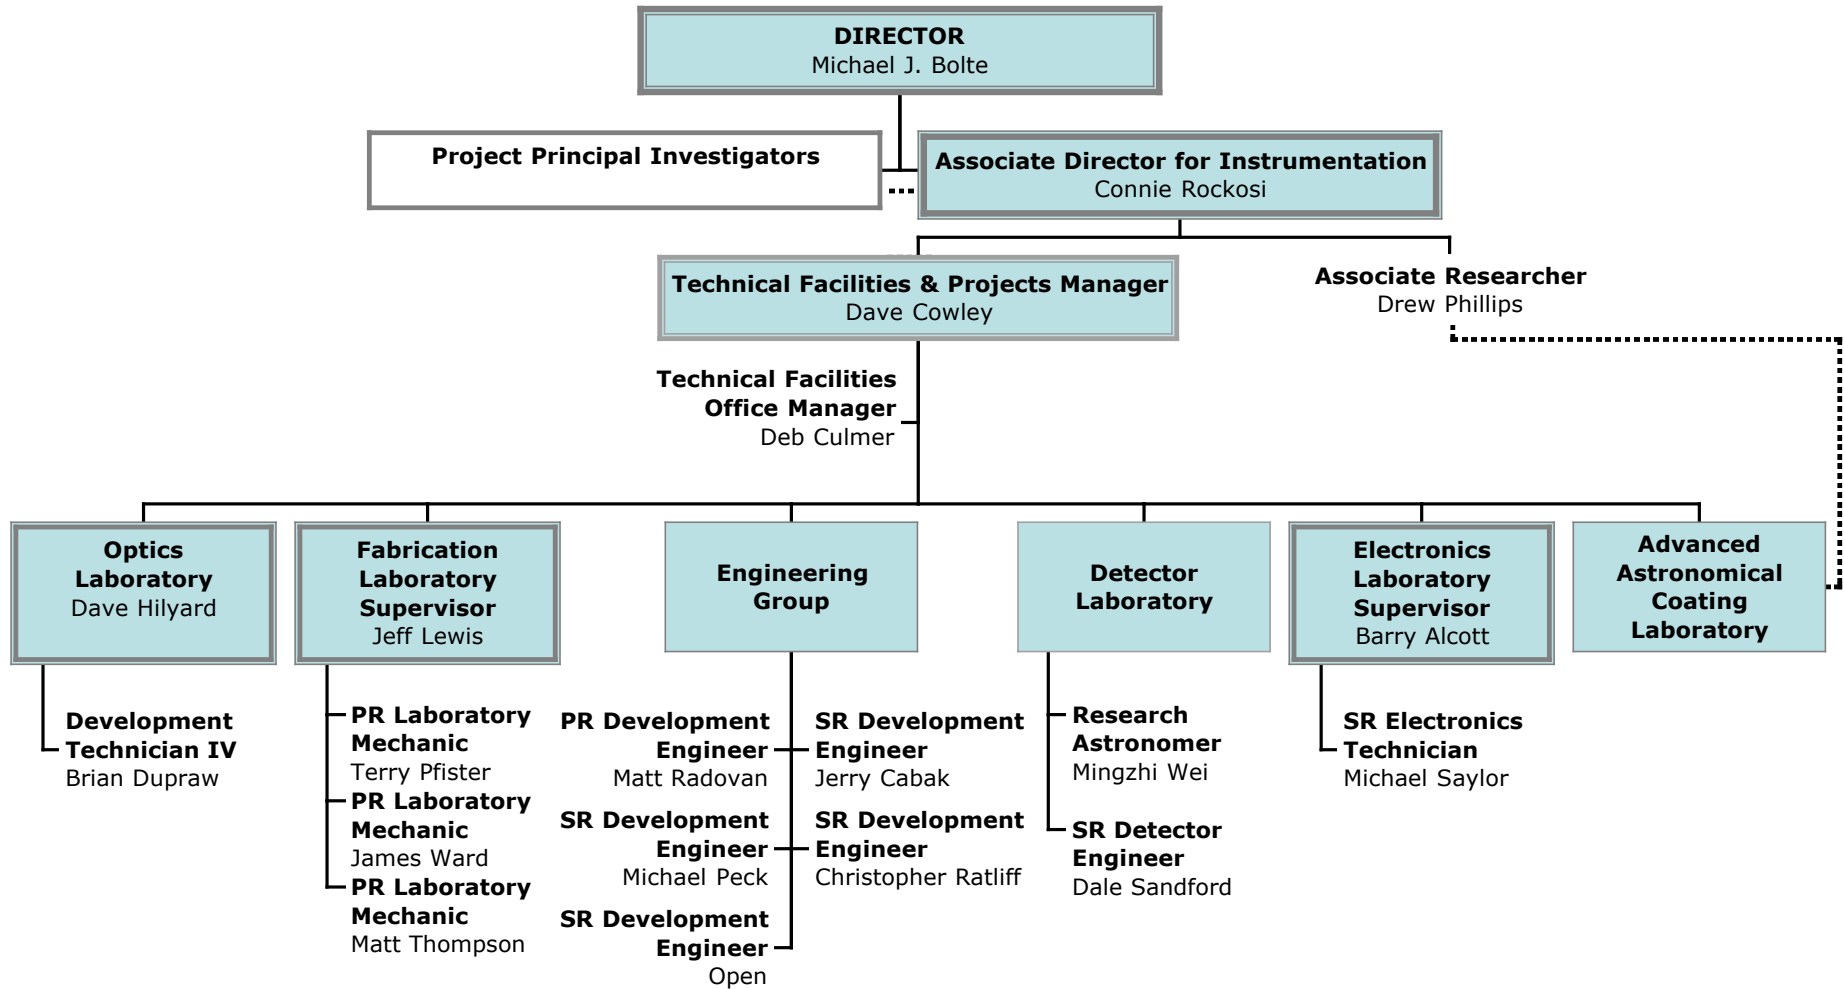 DIRECTOR
Michael J. Bolte
Project Principal Investigators
Associate Director for Instrumentation
Connie Rockosi
Technical Facilities & Projects Manager
Dave Cowley
Associate Researcher
Drew Phillips
Technical Facilities
Office Manager
Deb Culmer
Optics
Laboratory
Dave Hilyard
Fabrication
Laboratory
Supervisor
Jeff Lewis
Engineering
Group
Detector
Laboratory
Electronics
Laboratory
Supervisor
Barry Alcott
Advanced
Astronomical
Coating
Laboratory
Development
Technician IV
Brian Dupraw
PR Laboratory
Mechanic
Terry Pfister
PR Laboratory
Mechanic
James Ward
PR Laboratory
Mechanic
Matt Thompson
PR Development
Engineer
Matt Radovan
SR Development
Engineer
Jerry Cabak
SR Development
Engineer
Michael Peck
SR Development
Engineer
Christopher Ratliff
SR Development
Engineer
Open
Research
Astronomer
Mingzhi Wei
SR Detector
Engineer
Dale Sandford
SR Electronics
Technician
Michael Saylor